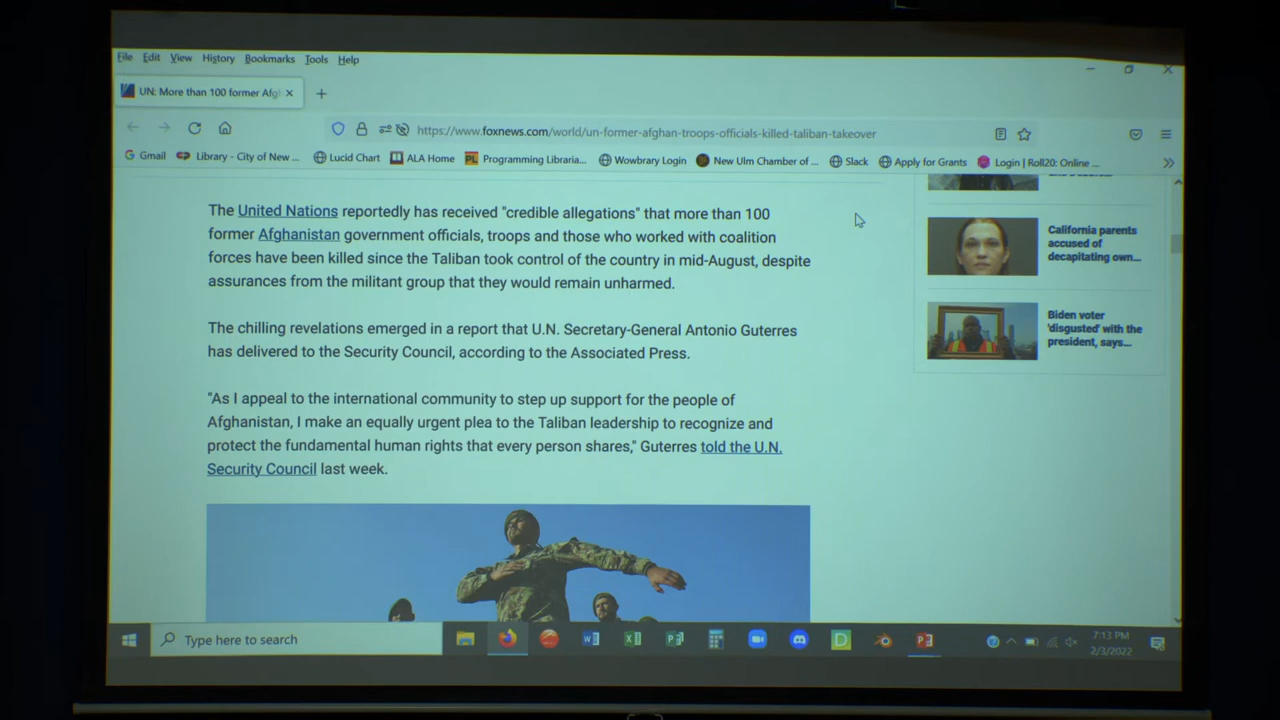 File Edit View History Bookmarks Tools Help
UN: More than 100 former Afg
https://www.foxnews.com/world/un-former-afghan-troops-officials-killed-taliban-takeover
Gmail Library - City of New ... Lucid Chart ALA Home Programming Libraria... Wowbrary Login New Ulm Chamber of ... Slack Apply for Grants Login | Roll20: Online ...
The United Nations reportedly has received "credible allegations" that more than 100
former Afghanistan government officials, troops and those who worked with coalition
forces have been killed since the Taliban took control of the country in mid-August, despite
assurances from the militant group that they would remain unharmed.
The chilling revelations emerged in a report that U.N. Secretary-General Antonio Guterres
has delivered to the Security Council, according to the Associated Press.
"As I appeal to the international community to step up support for the people of
Afghanistan, I make an equally urgent plea to the Taliban leadership to recognize and
protect the fundamental human rights that every person shares," Guterres told the U.N.
Security Council last week.
California parents
accused of
decapitating own...
Biden voter
'disgusted' with the
president, says...
Type here to search
7:13 PM
2/3/2022